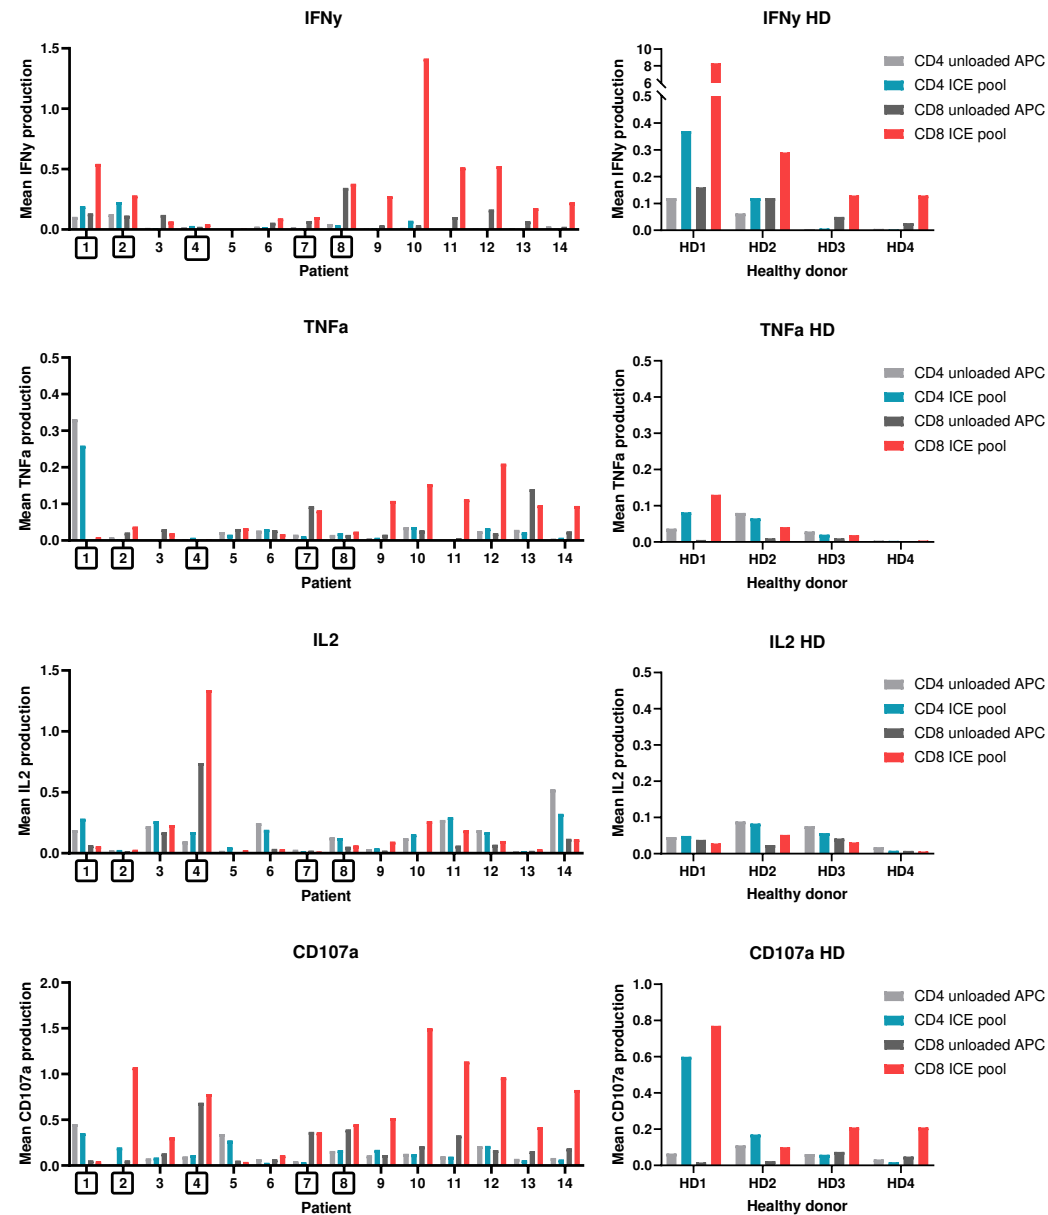 IFNy
IFNy HD
Mean IFNy production
1.5
1.0
0.5
0.0
1 2 3 4 5 6 7 8 9 10 11 12 13 14
Patient
Mean IFNy production
10
8
6
0.5
0.4
0.3
0.2
0.1
0.0
HD1 HD2 HD3 HD4
Healthy donor
CD4 unloaded APC
CD4 ICE pool
CD8 unloaded APC
CD8 ICE pool
TNFa
TNFa HD
Mean TNFa production
0.5
0.4
0.3
0.2
0.1
0.0
1 2 3 4 5 6 7 8 9 10 11 12 13 14
Patient
Mean TNFa production
0.5
0.4
0.3
0.2
0.1
0.0
HD1 HD2 HD3 HD4
Healthy donor
CD4 unloaded APC
CD4 ICE pool
CD8 unloaded APC
CD8 ICE pool
IL2
IL2 HD
Mean IL2 production
1.5
1.0
0.5
0.0
1 2 3 4 5 6 7 8 9 10 11 12 13 14
Patient
Mean IL2 production
0.5
0.4
0.3
0.2
0.1
0.0
HD1 HD2 HD3 HD4
Healthy donor
CD4 unloaded APC
CD4 ICE pool
CD8 unloaded APC
CD8 ICE pool
CD107a
CD107a HD
Mean CD107a production
2.0
1.5
1.0
0.5
0.0
1 2 3 4 5 6 7 8 9 10 11 12 13 14
Patient
Mean CD107a production
1.0
0.8
0.6
0.4
0.2
0.0
HD1 HD2 HD3 HD4
Healthy donor
CD4 unloaded APC
CD4 ICE pool
CD8 unloaded APC
CD8 ICE pool